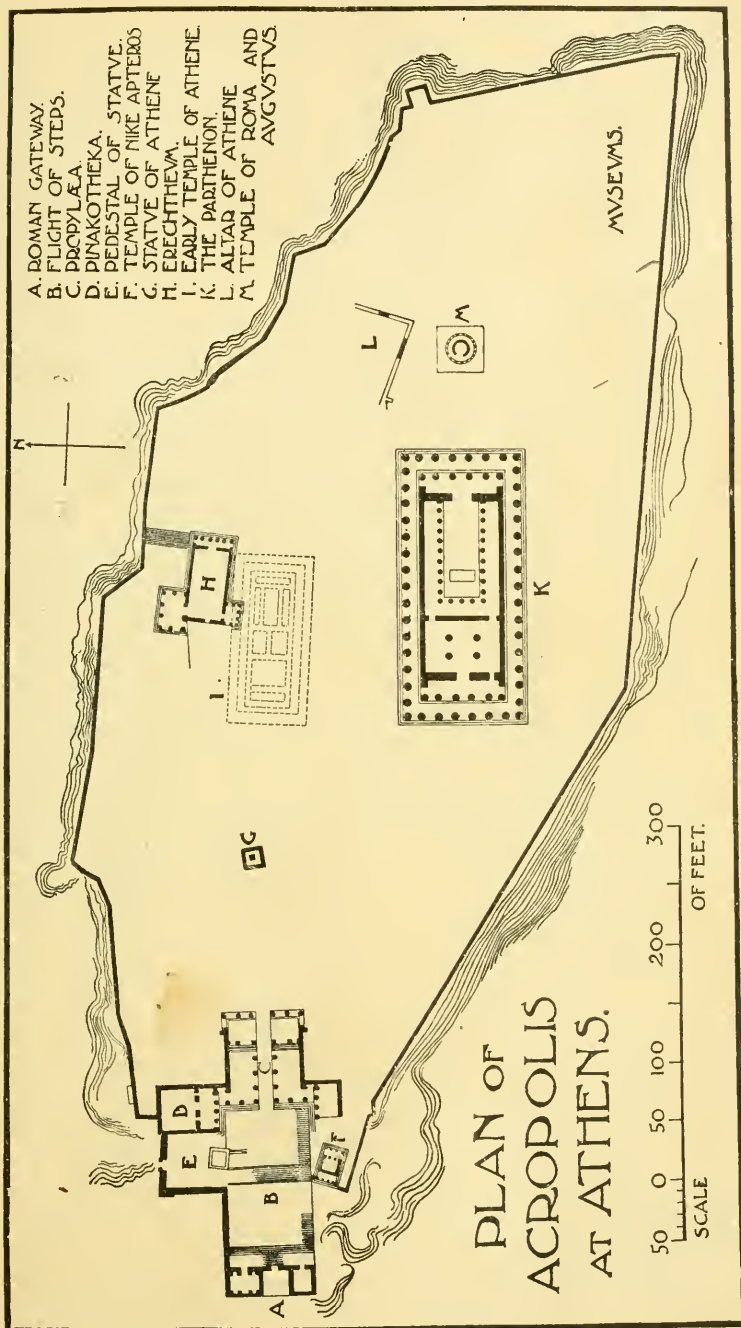 A. ROMAN GATEWAY.
B. FLIGHT OF STEPS.
C. PROPYLÆA.
D. PINAKOTHEKA.
E. PEDESTAL OF STATVE.
F. TEMPLE OF NIKE APTEROS
G. STATVE OF ATHENE
H. ERECHTHEVM.
I. EARLY TEMPLE OF ATHENE.
K. THE PARTHENON.
L. ALTAR OF ATHENE
M. TEMPLE OF ROMA AND
AVGVSTVS.
N
H
I.
G
L
M
K
MVSEVMS.
D
E
C
B
F
A
PLAN OF
ACROPOLIS
AT ATHENS.
50 0 50 100 200 300
SCALE OF FEET.